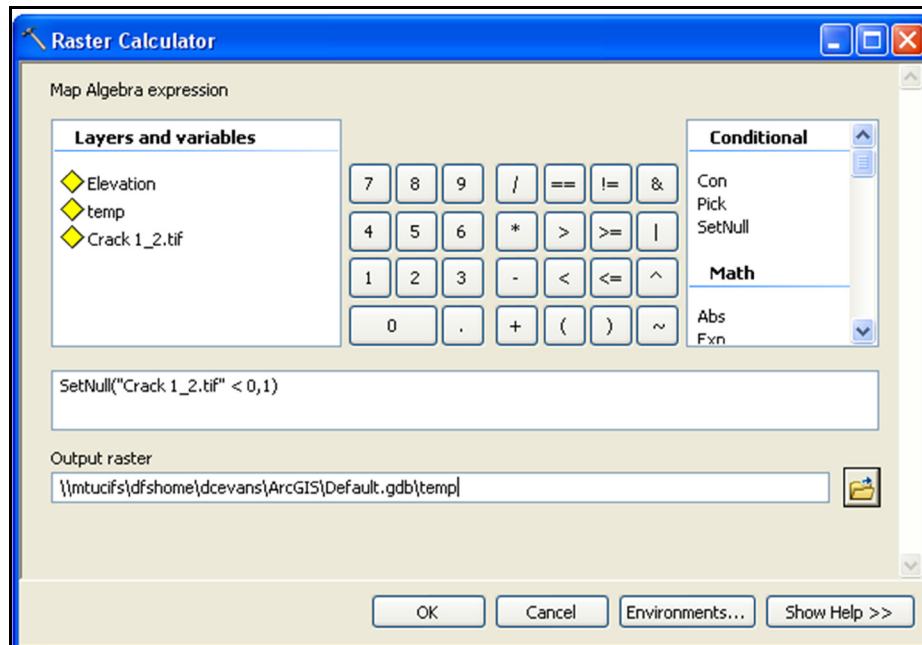 Raster Calculator
Map Algebra expression
Layers and variables
Elevation
temp
Crack 1_2.tif
7 8 9 / == != &
4 5 6 * > >= |
1 2 3 - < <= ^
0 . + ( ) ~
Conditional
Con
Pick
SetNull
Math
Abs
Exp
SetNull("Crack 1_2.tif" < 0,1)
Output raster
\\mtucifs\dfshome\dcevans\ArcGIS\Default.gdb\temp
OK Cancel Environments... Show Help >>